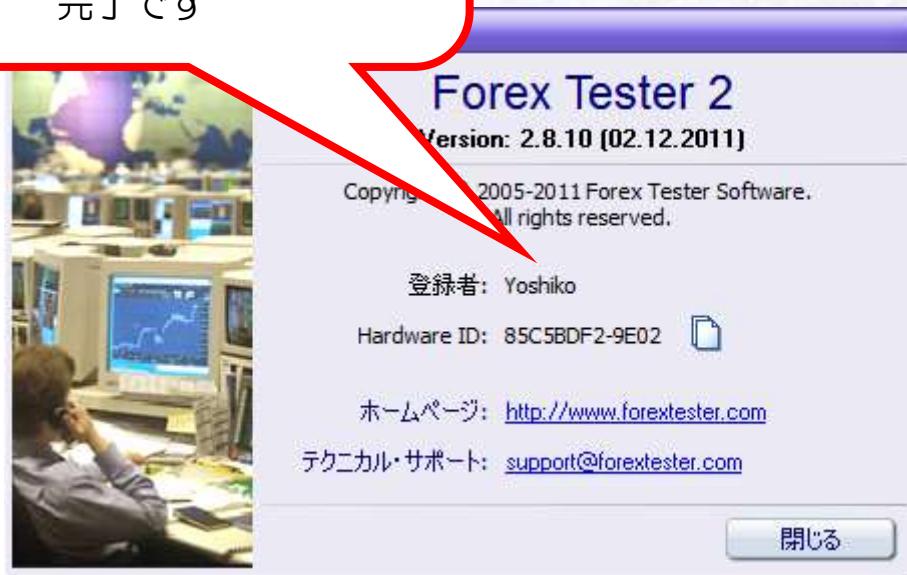 完了です
Forex Tester 2
Version: 2.8.10 (02.12.2011)
2005-2011 Forex Tester Software.
All rights reserved.
登録者: Yoshiko
Hardware ID: 85C5BDF2-9E02
ホームページ: http://www.forextester.com
テクニカル・サポート: support@forextester.com
閉じる